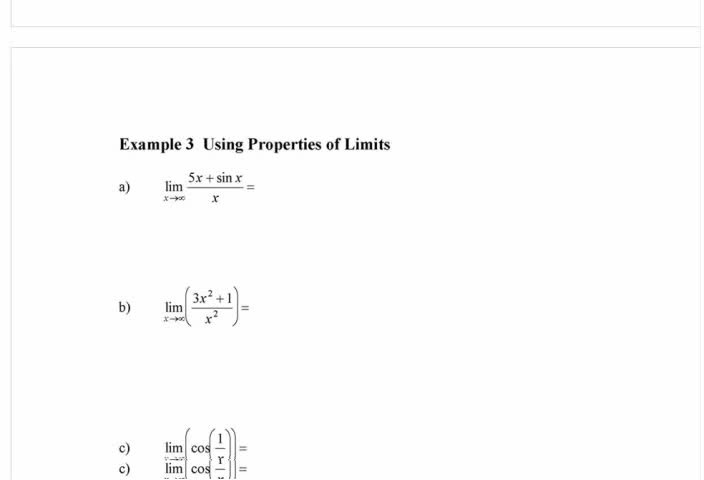 Example 3 Using Properties of Limits
a) lim x→∞ (5x + sin x)/x =
b) lim x→∞ ((3x² + 1)/x²) =
c) lim (cos(1/x)) =
c) lim (cos( =